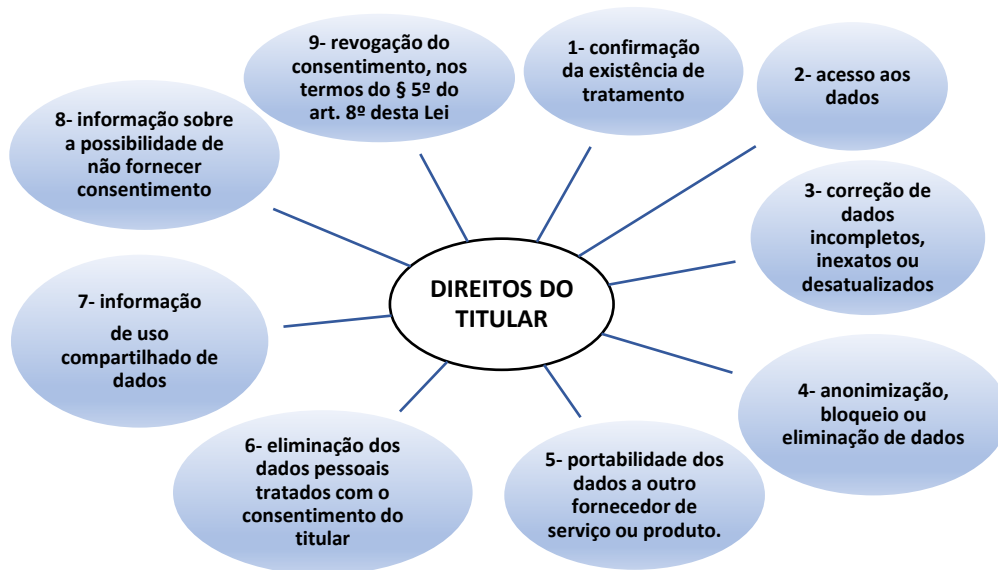 DIREITOS DO
TITULAR
1- confirmação
da existência de
tratamento
2- acesso aos
dados
3- correção de
dados
incompletos,
inexatos ou
desatualizados
4- anonimização,
bloqueio ou
eliminação de dados
5- portabilidade dos
dados a outro
fornecedor de
serviço ou produto.
6- eliminação dos
dados pessoais
tratados com o
consentimento do
titular
7- informação
de uso
compartilhado de
dados
8- informação sobre
a possibilidade de
não fornecer
consentimento
9- revogação do
consentimento, nos
termos do § 5º do
art. 8º desta Lei